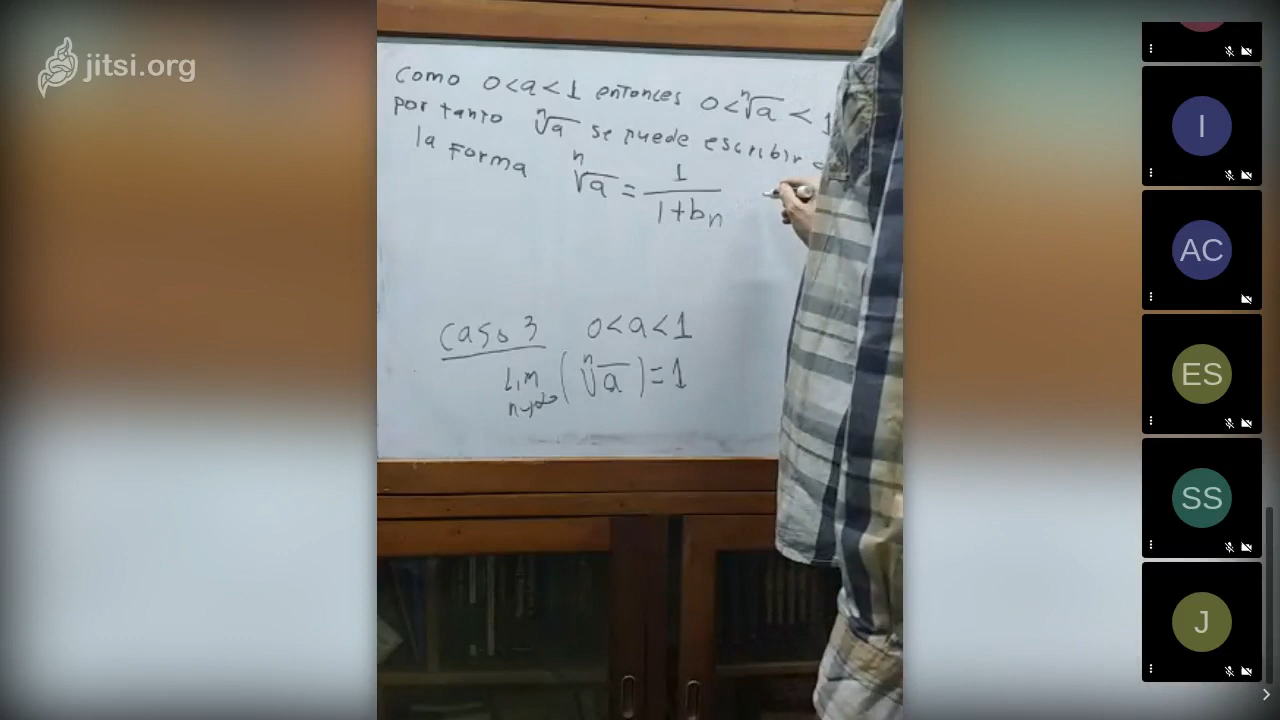 jitsi.org
Como 0<a<1 entonces 0<ⁿ√a < 1
por tanto ⁿ√a se puede escribir
la forma ⁿ√a = 1/(1+bₙ)
Caso 3 0<a<1
Lim n→∞ (ⁿ√a) = 1
I
AC
ES
SS
J